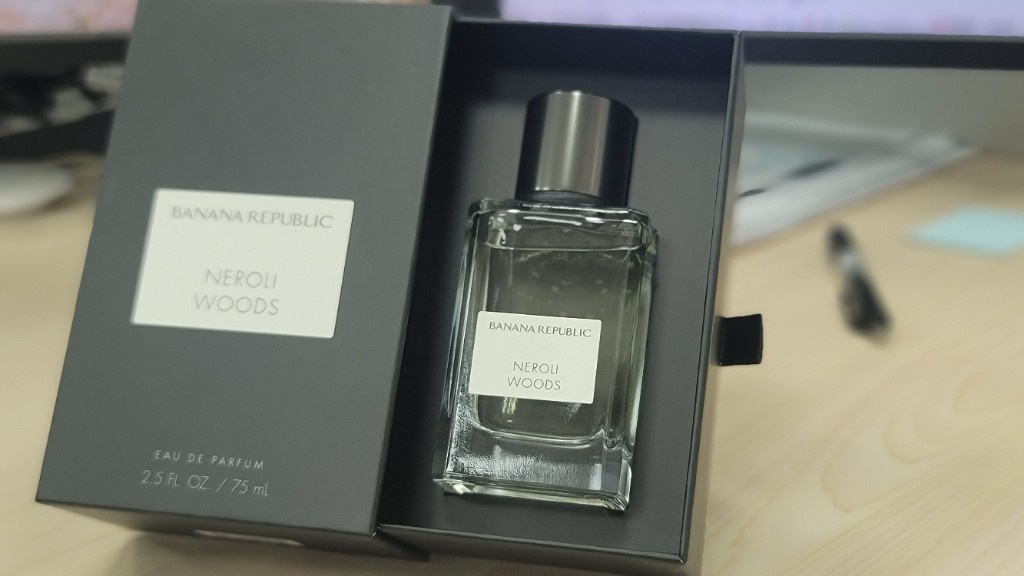 BANANA REPUBLIC
NEROLI
WOODS
EAU DE PARFUM
2.5 FL OZ / 75 mL
BANANA REPUBLIC
NEROLI
WOODS